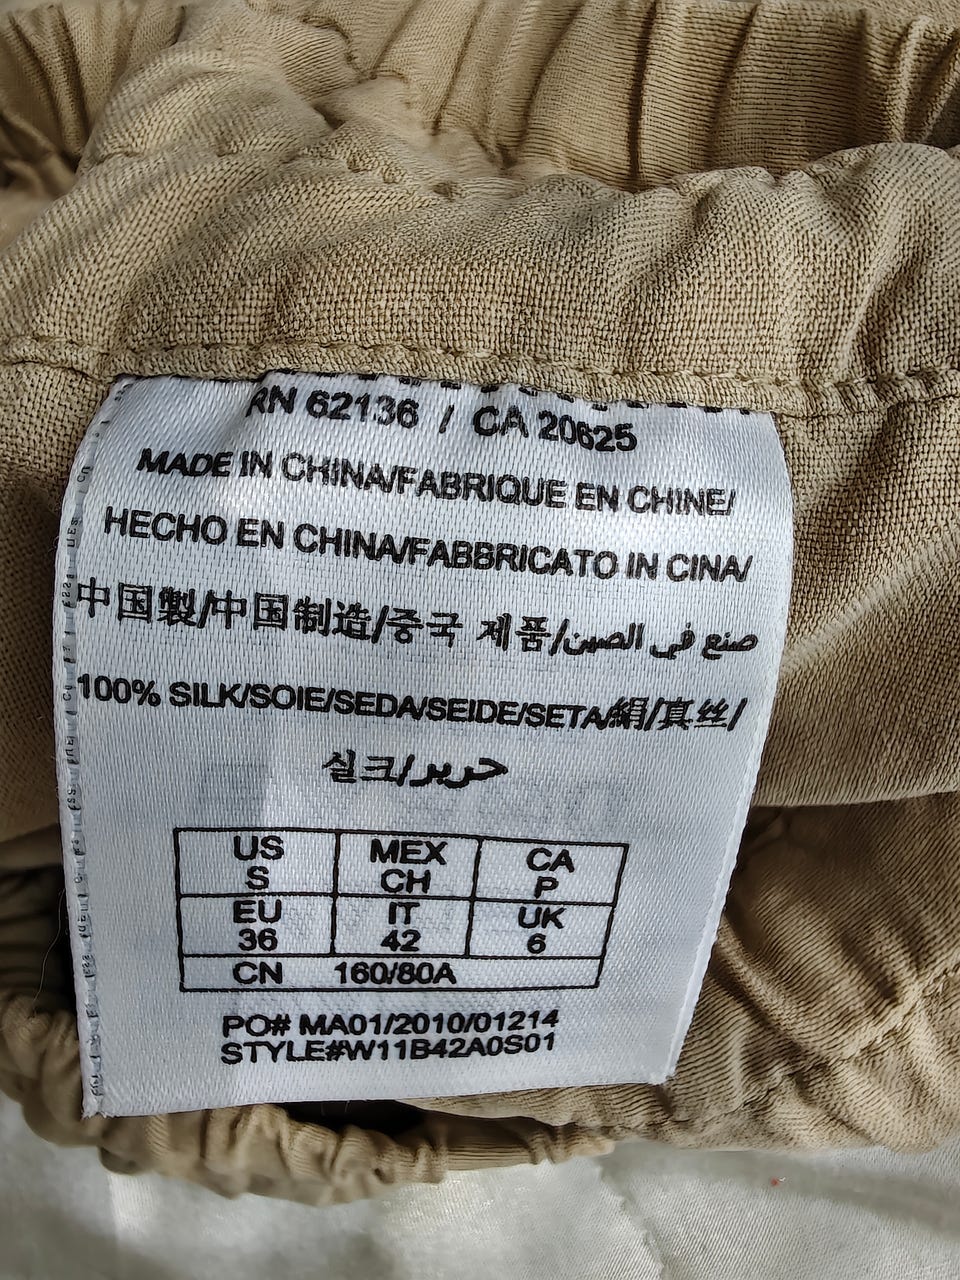 RN 62136 / CA 20625
MADE IN CHINA/FABRIQUE EN CHINE/
HECHO EN CHINA/FABBRICATO IN CINA/
中国製/中国制造/중국 제품/صنع في الصين
100% SILK/SOIE/SEDA/SEIDE/SETA/絹/真丝/
실크/حرير
US MEX CA
S CH P
EU IT UK
36 42 6
CN 160/80A
PO# MA01/2010/01214
STYLE#W11B42A0S01